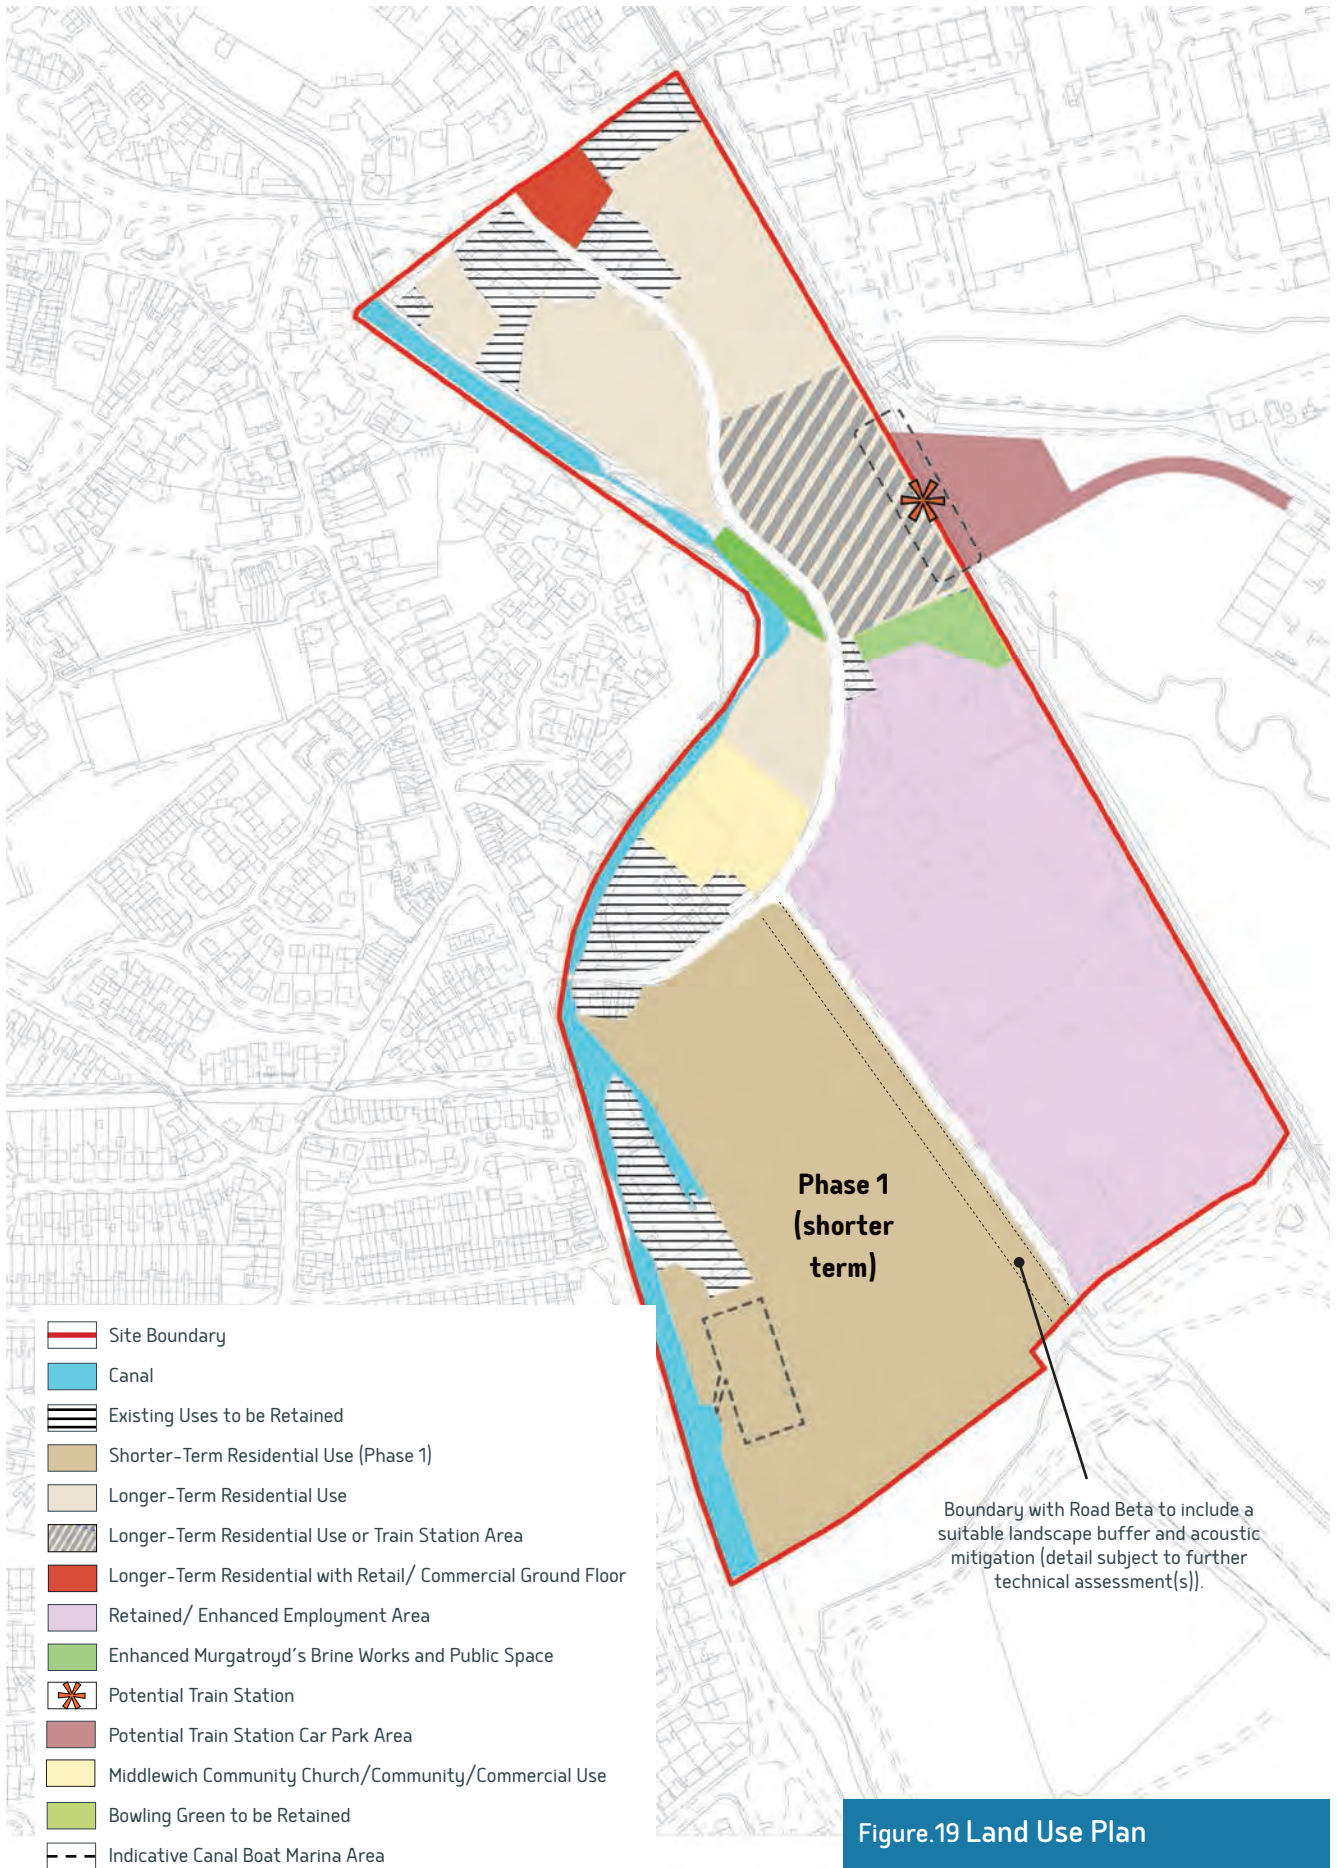 Phase 1
(shorter
term)
Site Boundary
Canal
Existing Uses to be Retained
Shorter-Term Residential Use (Phase 1)
Longer-Term Residential Use
Longer-Term Residential Use or Train Station Area
Longer-Term Residential with Retail/ Commercial Ground Floor
Retained/ Enhanced Employment Area
Enhanced Murgatroyd's Brine Works and Public Space
Potential Train Station
Potential Train Station Car Park Area
Middlewich Community Church/Community/Commercial Use
Bowling Green to be Retained
Indicative Canal Boat Marina Area
Boundary with Road Beta to include a
suitable landscape buffer and acoustic
mitigation (detail subject to further
technical assessment(s)).
Figure.19 Land Use Plan